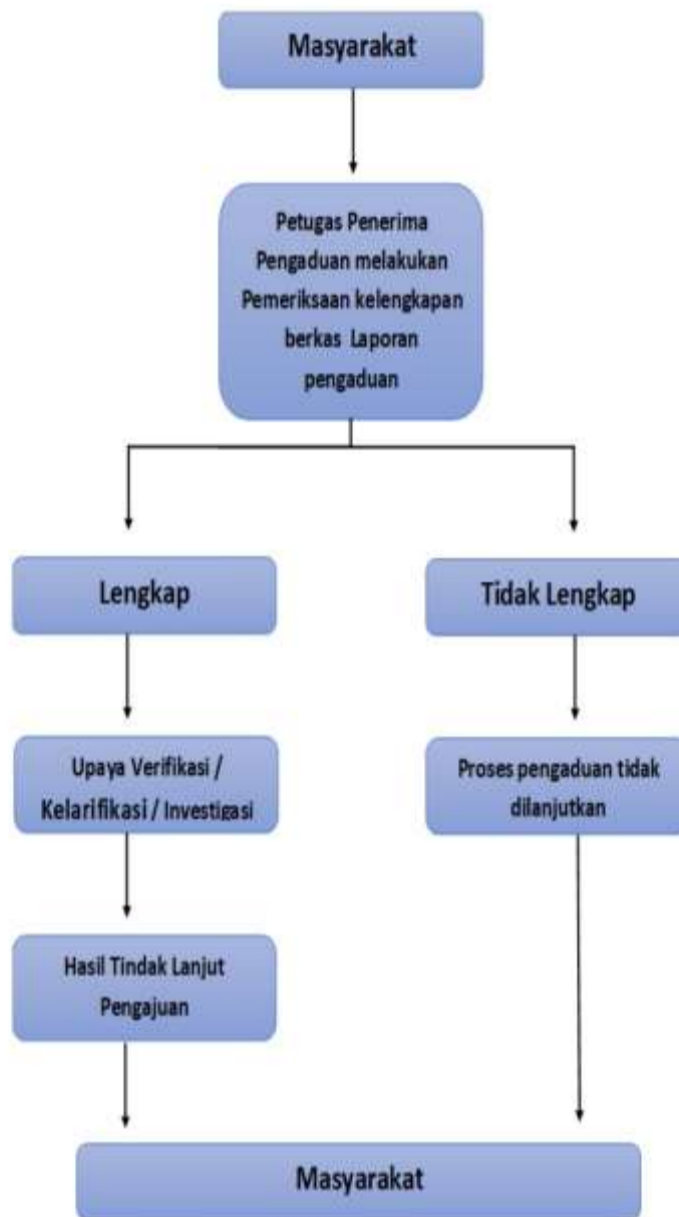 Masyarakat
Petugas Penerima
Pengaduan melakukan
Pemeriksaan kelengkapan
berkas Laporan
pengaduan
Lengkap
Tidak Lengkap
Upaya Verifikasi /
Kelarifikasi / Investigasi
Proses pengaduan tidak
dilanjutkan
Hasil Tindak Lanjut
Pengajuan
Masyarakat